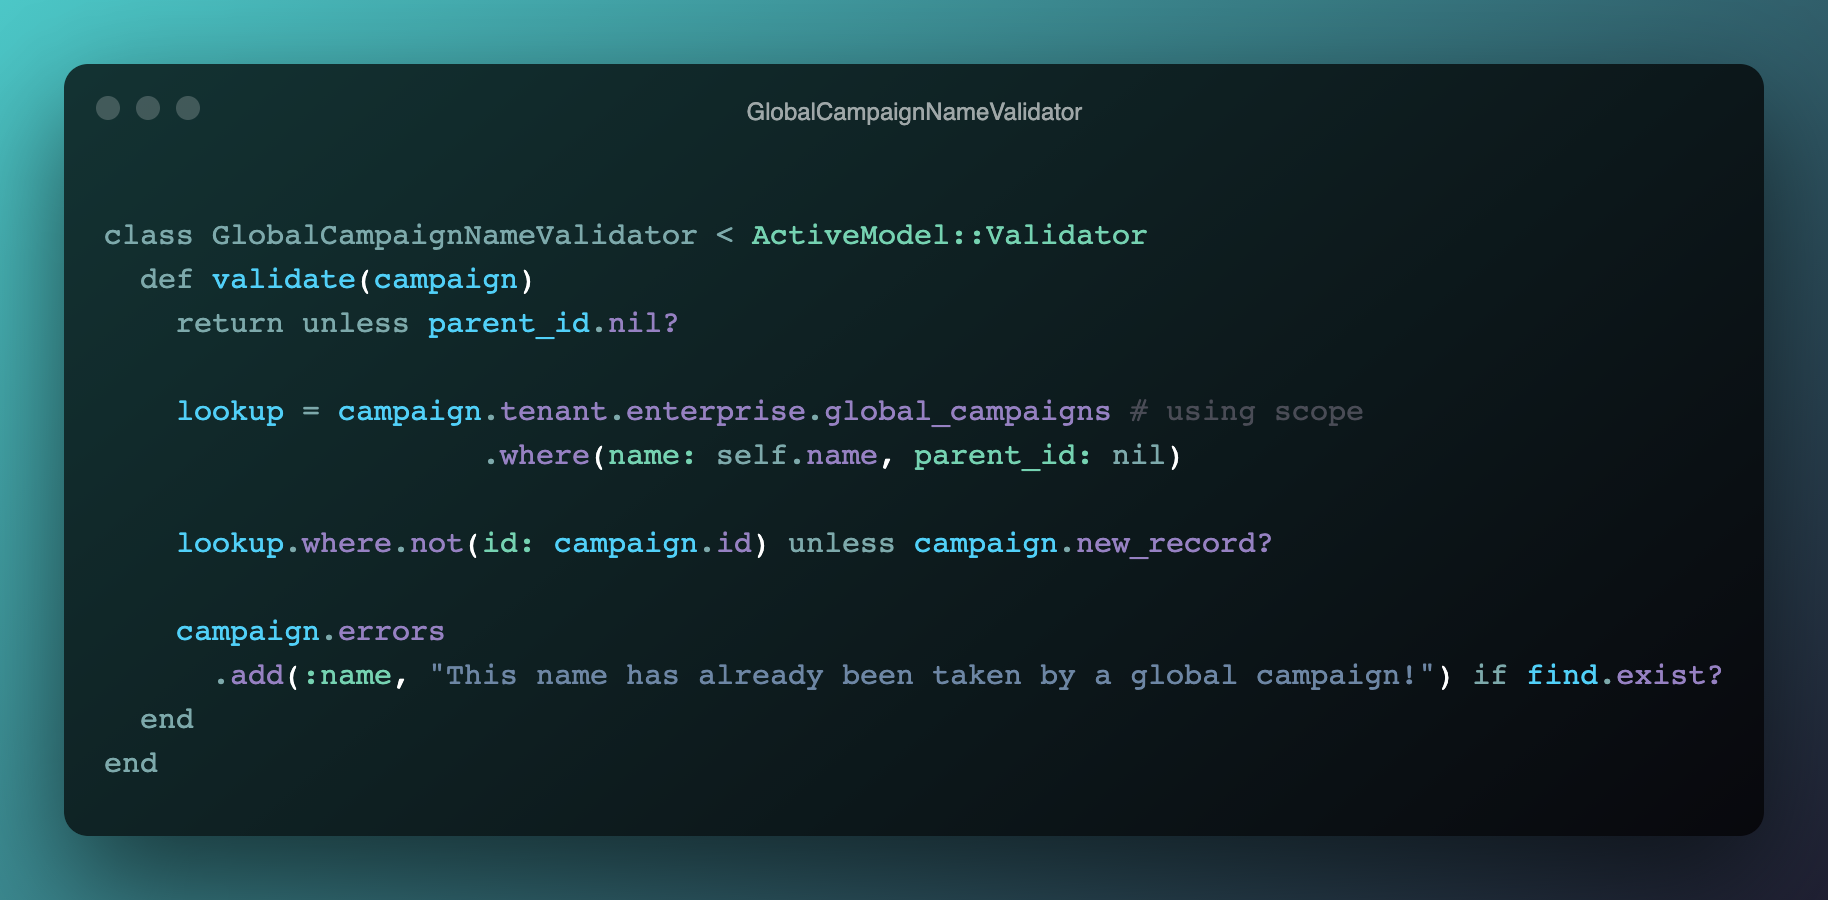 GlobalCampaignNameValidator
class GlobalCampaignNameValidator < ActiveModel::Validator
  def validate(campaign)
    return unless parent_id.nil?
    lookup = campaign.tenant.enterprise.global_campaigns # using scope
                     .where(name: self.name, parent_id: nil)
    lookup.where.not(id: campaign.id) unless campaign.new_record?
    campaign.errors
      .add(:name, "This name has already been taken by a global campaign!") if find.exist?
  end
end